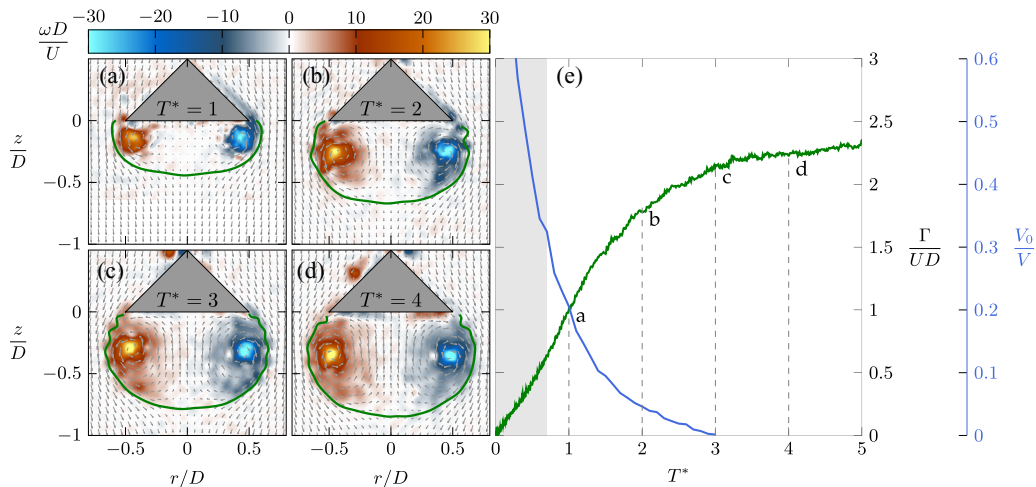 ωD/U
−30 −20 −10 0 10 20 30
(a)
T* = 1
(b)
T* = 2
z/D
0
−0.5
−1
(c)
T* = 3
(d)
T* = 4
z/D
0
−0.5
−1
−0.5 0 0.5
r/D
−0.5 0 0.5
r/D
(e)
a
b
c
d
0 1 2 3 4 5
T*
3
2.5
2
1.5
1
0.5
0
Γ/UD
0.6
0.5
0.4
0.3
0.2
0.1
0
V₀/V